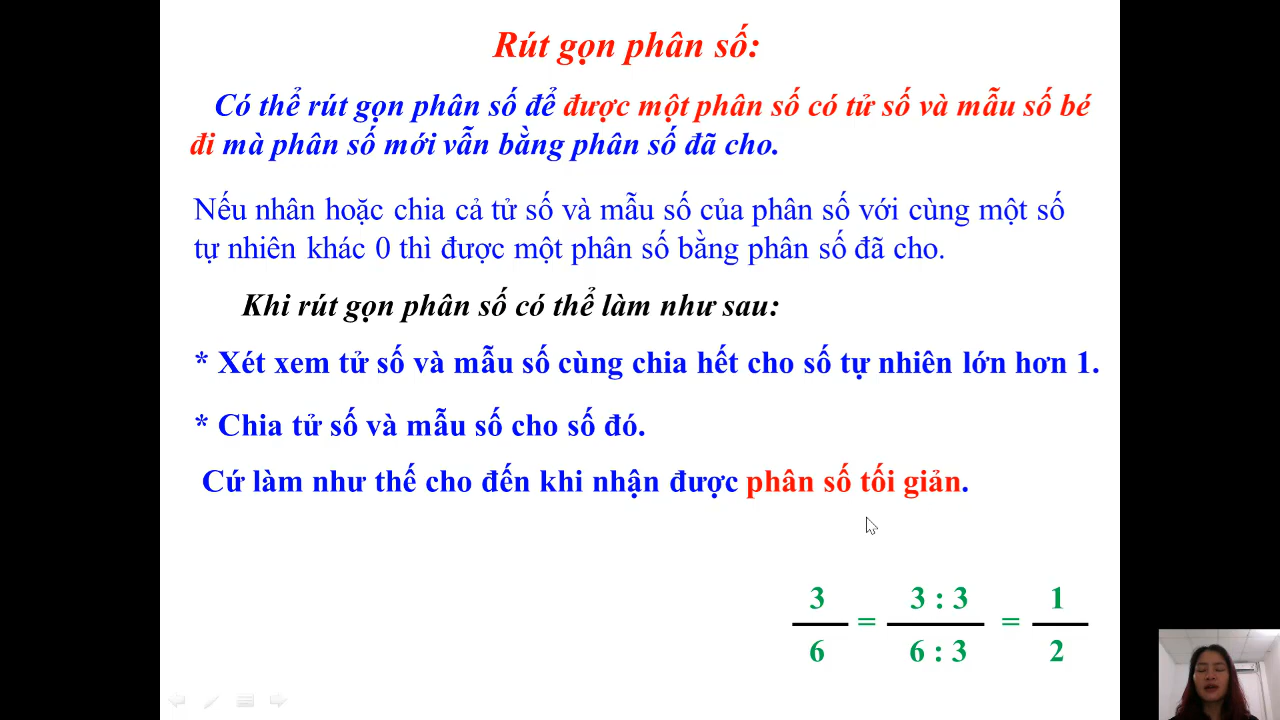 Rút gọn phân số:
Có thể rút gọn phân số để được một phân số có tử số và mẫu số bé
đi mà phân số mới vẫn bằng phân số đã cho.
Nếu nhân hoặc chia cả tử số và mẫu số của phân số với cùng một số
tự nhiên khác 0 thì được một phân số bằng phân số đã cho.
Khi rút gọn phân số có thể làm như sau:
* Xét xem tử số và mẫu số cùng chia hết cho số tự nhiên lớn hơn 1.
* Chia tử số và mẫu số cho số đó.
Cứ làm như thế cho đến khi nhận được phân số tối giản.
3 3 : 3 1
= =
6 6 : 3 2